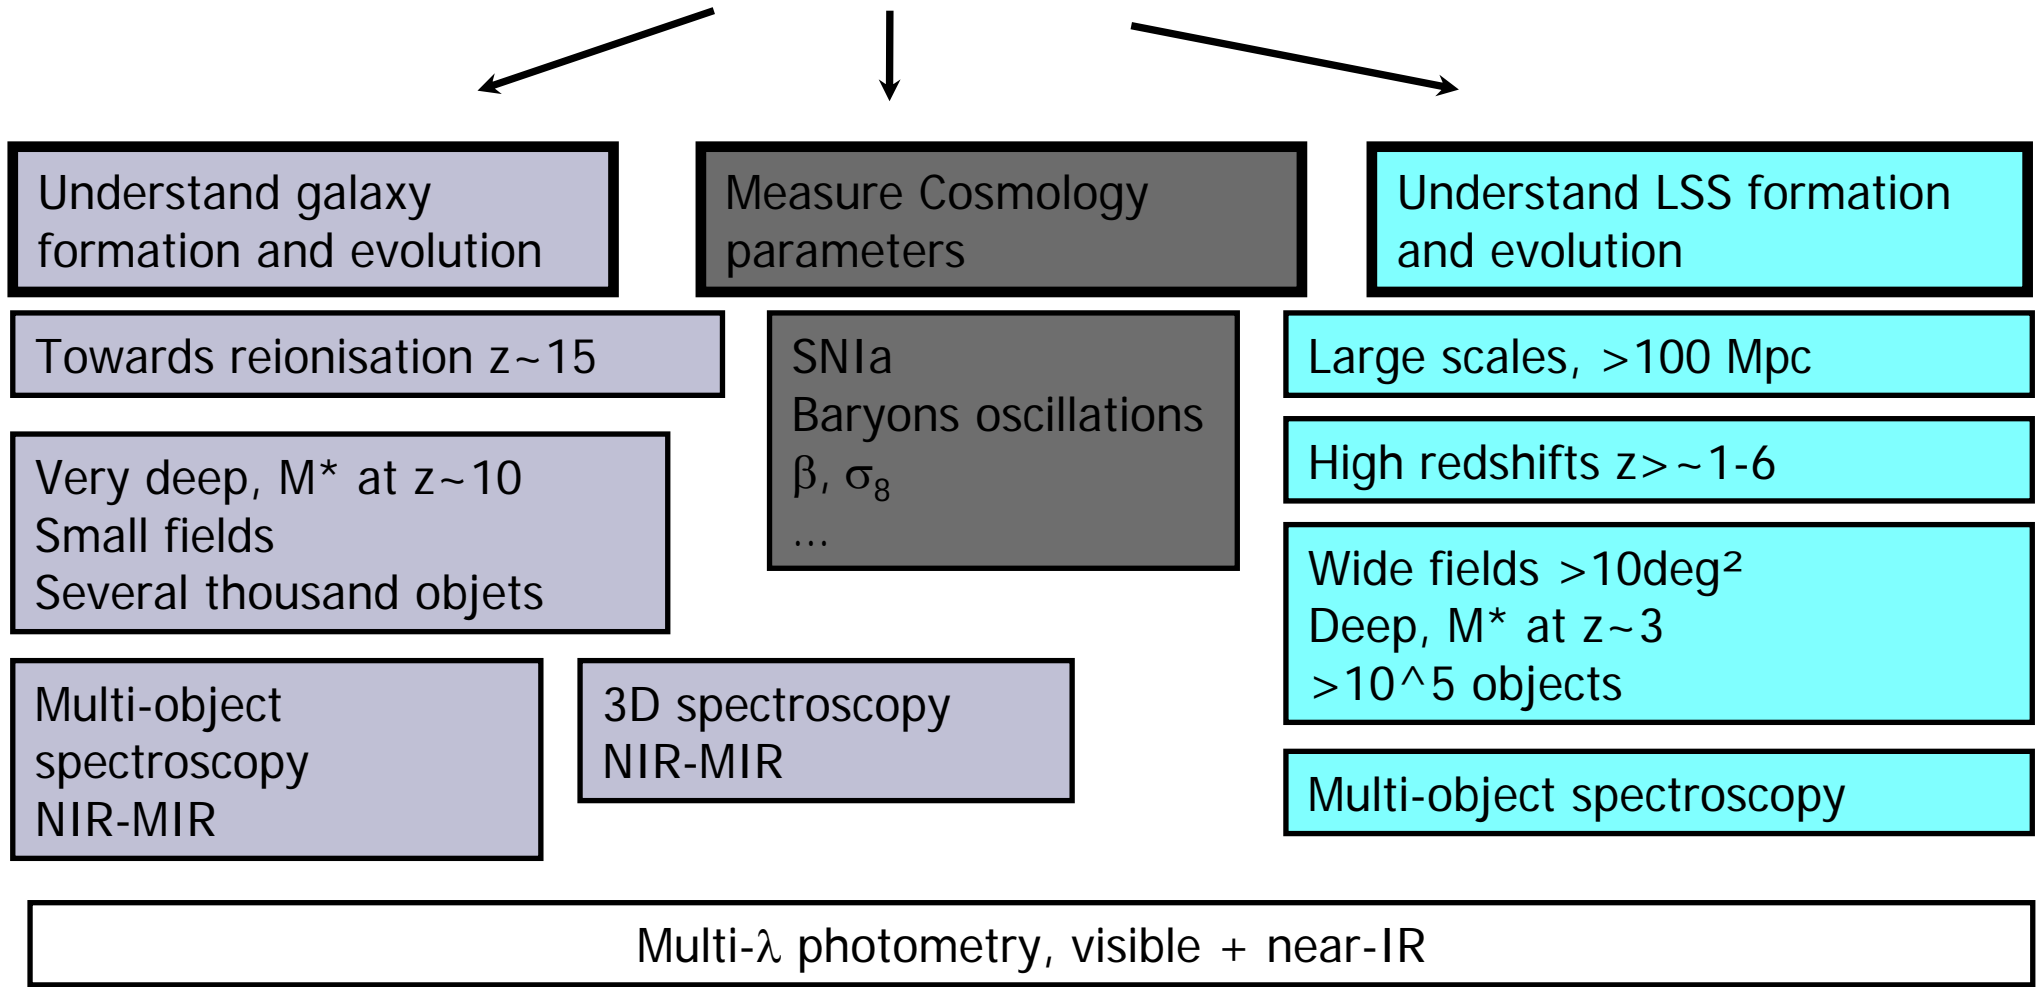 Understand galaxy
formation and evolution
Towards reionisation z~15
Very deep, M* at z~10
Small fields
Several thousand objets
Multi-object
spectroscopy
NIR-MIR
3D spectroscopy
NIR-MIR
Measure Cosmology
parameters
SNIa
Baryons oscillations
β, σ₈
...
Understand LSS formation
and evolution
Large scales, >100 Mpc
High redshifts z>~1-6
Wide fields >10deg²
Deep, M* at z~3
>10^5 objects
Multi-object spectroscopy
Multi-λ photometry, visible + near-IR